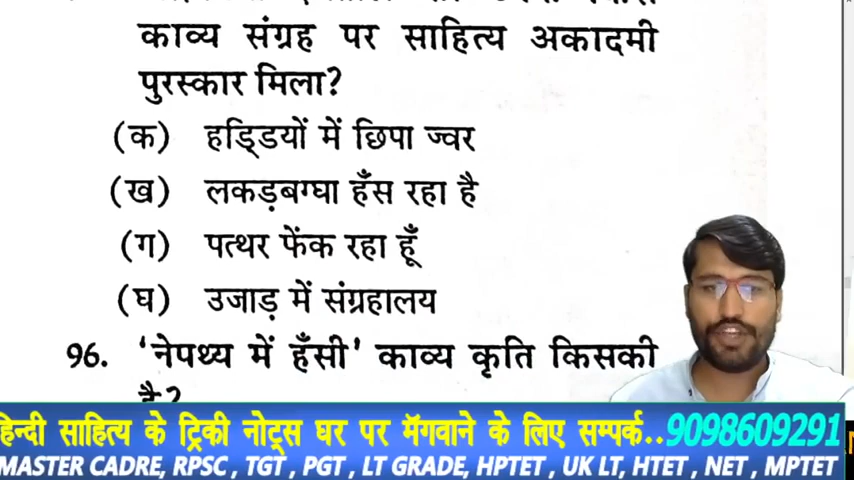 काव्य संग्रह पर साहित्य अकादमी
पुरस्कार मिला?
(क) हड्डियों में छिपा ज्वर
(ख) लकड़बग्घा हँस रहा है
(ग) पत्थर फेंक रहा हूँ
(घ) उजाड़ में संग्रहालय
96. 'नेपथ्य में हँसी' काव्य कृति किसकी
है?
हिन्दी साहित्य के ट्रिकी नोट्स घर पर मँगवाने के लिए सम्पर्क..9098609291
MASTER CADRE, RPSC , TGT , PGT , LT GRADE, HPTET , UK LT, HTET , NET , MPTET